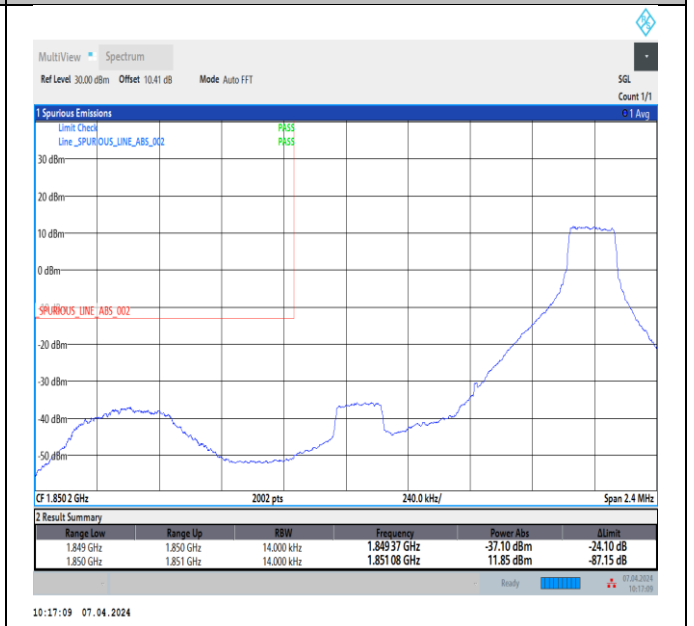 MultiView Spectrum
Ref Level 30.00 dBm Offset 10.41 dB Mode Auto FFT SGL
Count 1/1
1 Spurious Emissions 1 Avg
Limit Check PASS
Line _SPURIOUS_LINE_ABS_002 PASS
30 dBm
20 dBm
10 dBm
0 dBm
_SPURIOUS_LINE_ABS_002
-20 dBm
-30 dBm
-40 dBm
-50 dBm
CF 1.850 2 GHz 2002 pts 240.0 kHz/ Span 2.4 MHz
2 Result Summary
Range Low Range Up RBW Frequency Power Abs ΔLimit
1.849 GHz 1.850 GHz 14.000 kHz 1.849 37 GHz -37.10 dBm -24.10 dB
1.850 GHz 1.851 GHz 14.000 kHz 1.851 08 GHz 11.85 dBm -87.15 dB
Ready 07.04.2024
10:17:09
10:17:09 07.04.2024